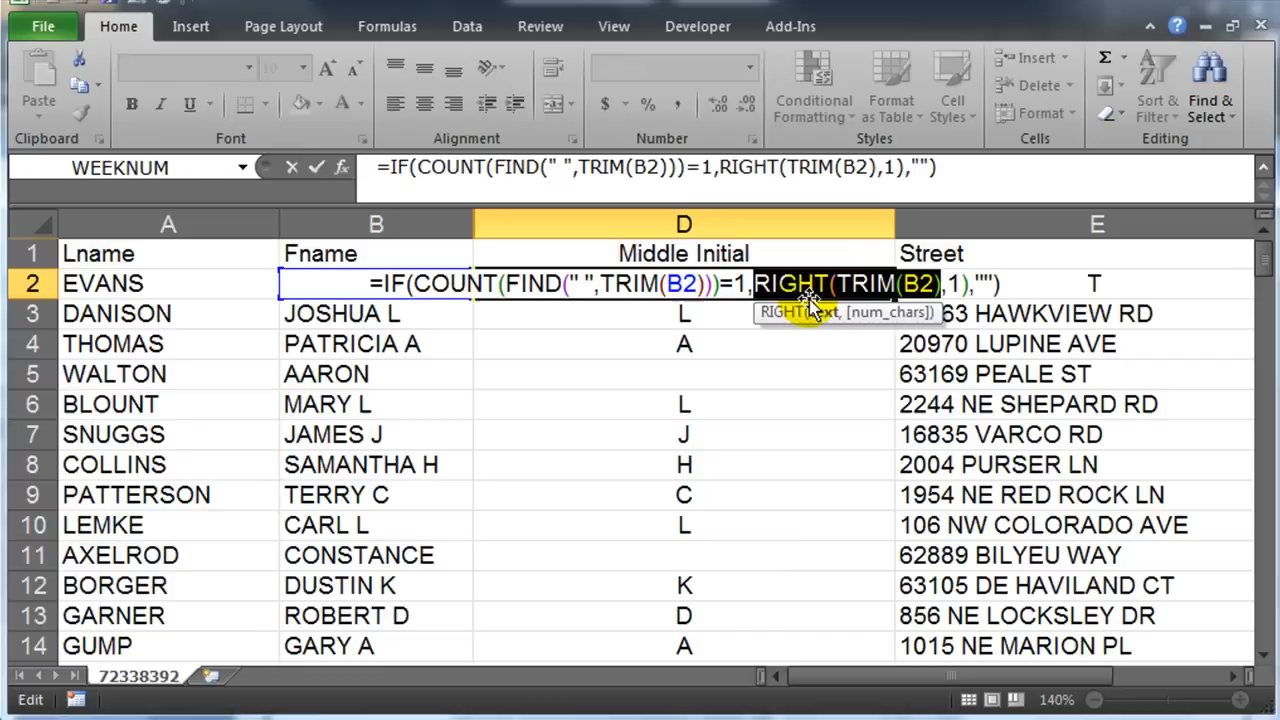 File Home Insert Page Layout Formulas Data Review View Developer Add-Ins
Paste
B I U A
$ % ,
Conditional Formatting
Format as Table
Cell Styles
Insert
Delete
Format
Σ
Sort & Filter
Find & Select
Clipboard Font Alignment Number Styles Cells Editing
WEEKNUM fx =IF(COUNT(FIND(" ",TRIM(B2)))=1,RIGHT(TRIM(B2),1),"")
A B D E
1 Lname Fname Middle Initial Street
2 EVANS =IF(COUNT(FIND(" ",TRIM(B2)))=1,RIGHT(TRIM(B2),1),"") T
RIGHT(text, [num_chars])
3 DANISON JOSHUA L L 63 HAWKVIEW RD
4 THOMAS PATRICIA A A 20970 LUPINE AVE
5 WALTON AARON 63169 PEALE ST
6 BLOUNT MARY L L 2244 NE SHEPARD RD
7 SNUGGS JAMES J J 16835 VARCO RD
8 COLLINS SAMANTHA H H 2004 PURSER LN
9 PATTERSON TERRY C C 1954 NE RED ROCK LN
10 LEMKE CARL L L 106 NW COLORADO AVE
11 AXELROD CONSTANCE 62889 BILYEU WAY
12 BORGER DUSTIN K K 63105 DE HAVILAND CT
13 GARNER ROBERT D D 856 NE LOCKSLEY DR
14 GUMP GARY A A 1015 NE MARION PL
72338392
Edit 140%